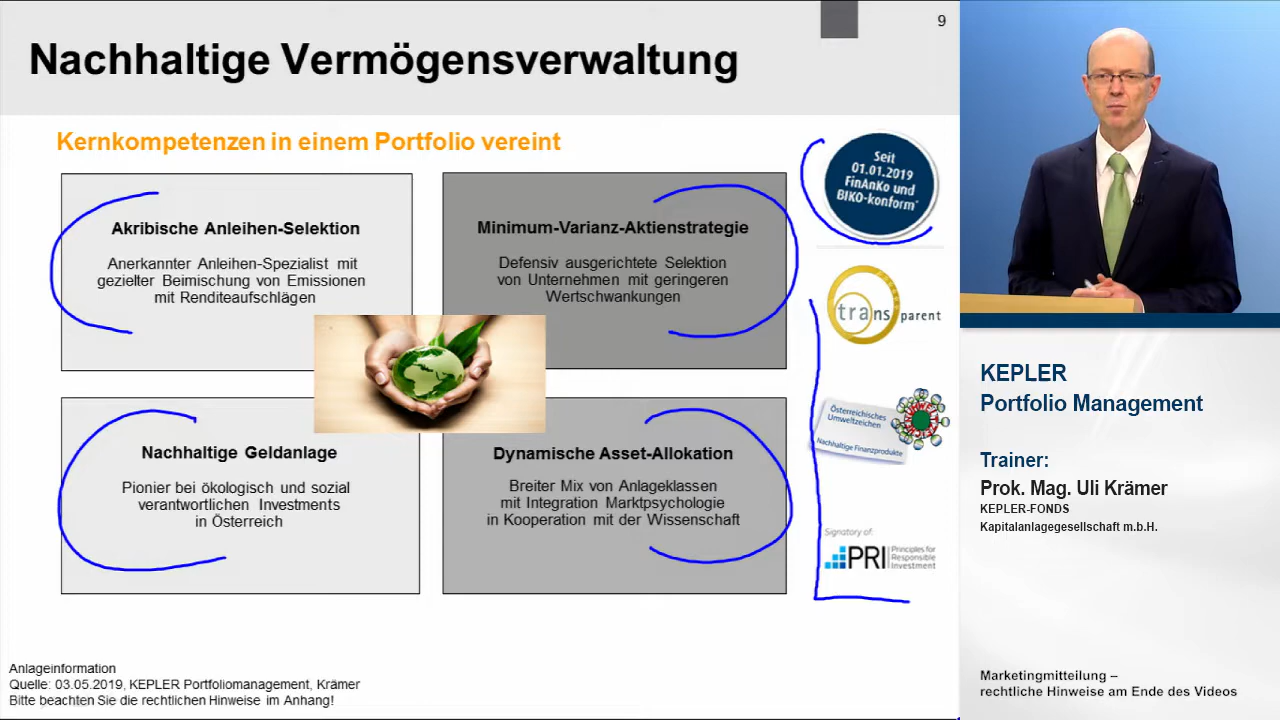 9
Nachhaltige Vermögensverwaltung
Kernkompetenzen in einem Portfolio vereint
Akribische Anleihen-Selektion
Anerkannter Anleihen-Spezialist mit
gezielter Beimischung von Emissionen
mit Renditeaufschlägen
Minimum-Varianz-Aktienstrategie
Defensiv ausgerichtete Selektion
von Unternehmen mit geringeren
Wertschwankungen
Nachhaltige Geldanlage
Pionier bei ökologisch und sozial
verantwortlichen Investments
in Österreich
Dynamische Asset-Allokation
Breiter Mix von Anlageklassen
mit Integration Marktpsychologie
in Kooperation mit der Wissenschaft
Seit
01.01.2019
FinAnKo und
BIKO-konform*
transparent
Österreichisches
Umweltzeichen
Nachhaltige Finanzprodukte
Signatory of:
PRI
Principles for
Responsible
Investment
Anlageinformation
Quelle: 03.05.2019, KEPLER Portfoliomanagement, Krämer
Bitte beachten Sie die rechtlichen Hinweise im Anhang!
KEPLER
Portfolio Management
Trainer:
Prok. Mag. Uli Krämer
KEPLER-FONDS
Kapitalanlagegesellschaft m.b.H.
Marketingmitteilung –
rechtliche Hinweise am Ende des Videos